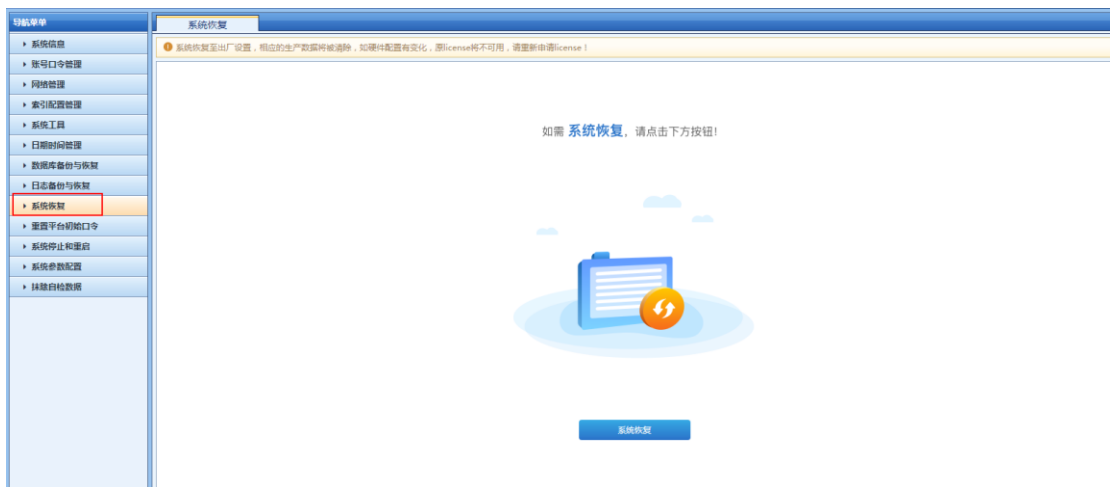 导航菜单
系统信息
账号口令管理
网络管理
索引配置管理
系统工具
日期时间管理
数据库备份与恢复
日志备份与恢复
系统恢复
重置平台初始口令
系统停止和重启
系统参数配置
抹除自检数据
系统恢复
系统恢复至出厂设置，相应的生产数据将被清除，如硬件配置有变化，原license将不可用，请重新申请license！
如需 系统恢复，请点击下方按钮!
系统恢复